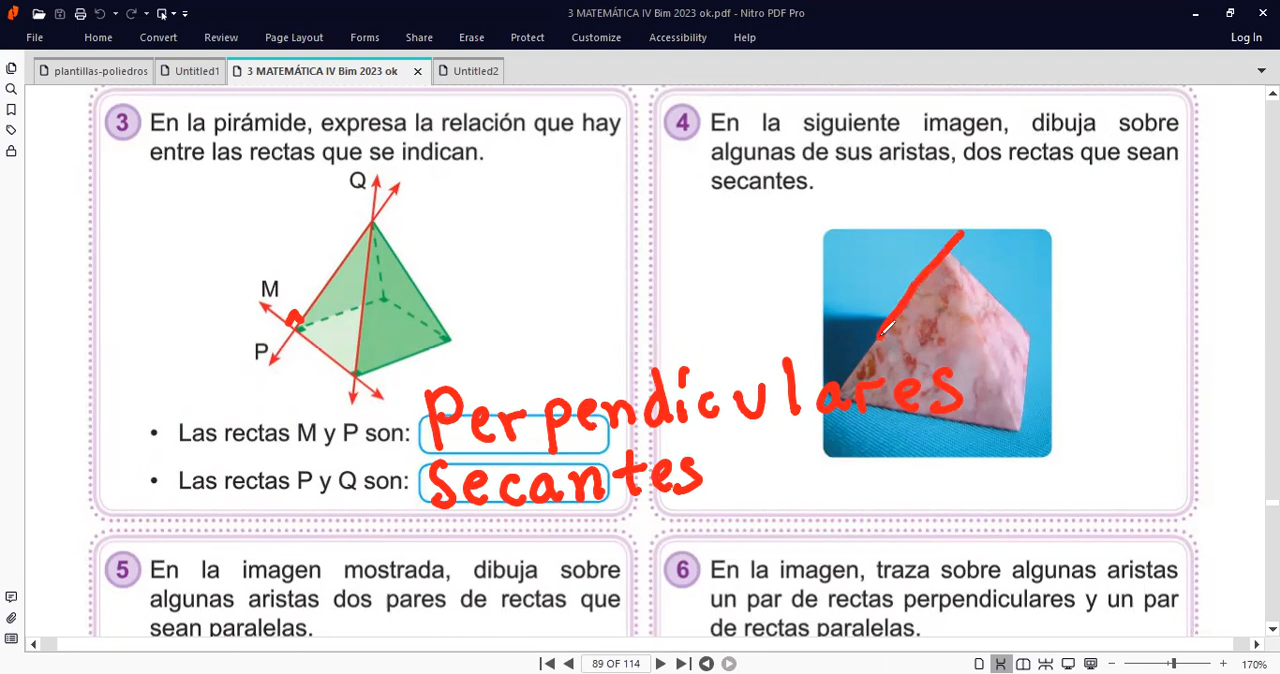 3 MATEMÁTICA IV Bim 2023 ok.pdf - Nitro PDF Pro
File Home Convert Review Page Layout Forms Share Erase Protect Customize Accessibility Help Log In
plantillas-poliedros Untitled1 3 MATEMÁTICA IV Bim 2023 ok Untitled2
3 En la pirámide, expresa la relación que hay
entre las rectas que se indican.
Q
M
P
• Las rectas M y P son: Perpendiculares
• Las rectas P y Q son: Secantes
4 En la siguiente imagen, dibuja sobre
algunas de sus aristas, dos rectas que sean
secantes.
5 En la imagen mostrada, dibuja sobre
algunas aristas dos pares de rectas que
sean paralelas.
6 En la imagen, traza sobre algunas aristas
un par de rectas perpendiculares y un par
de rectas paralelas.
89 OF 114
170%